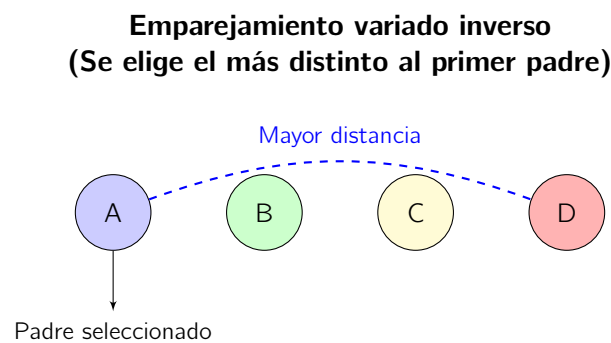 Emparejamiento variado inverso
(Se elige el más distinto al primer padre)
Mayor distancia
A B C D
Padre seleccionado